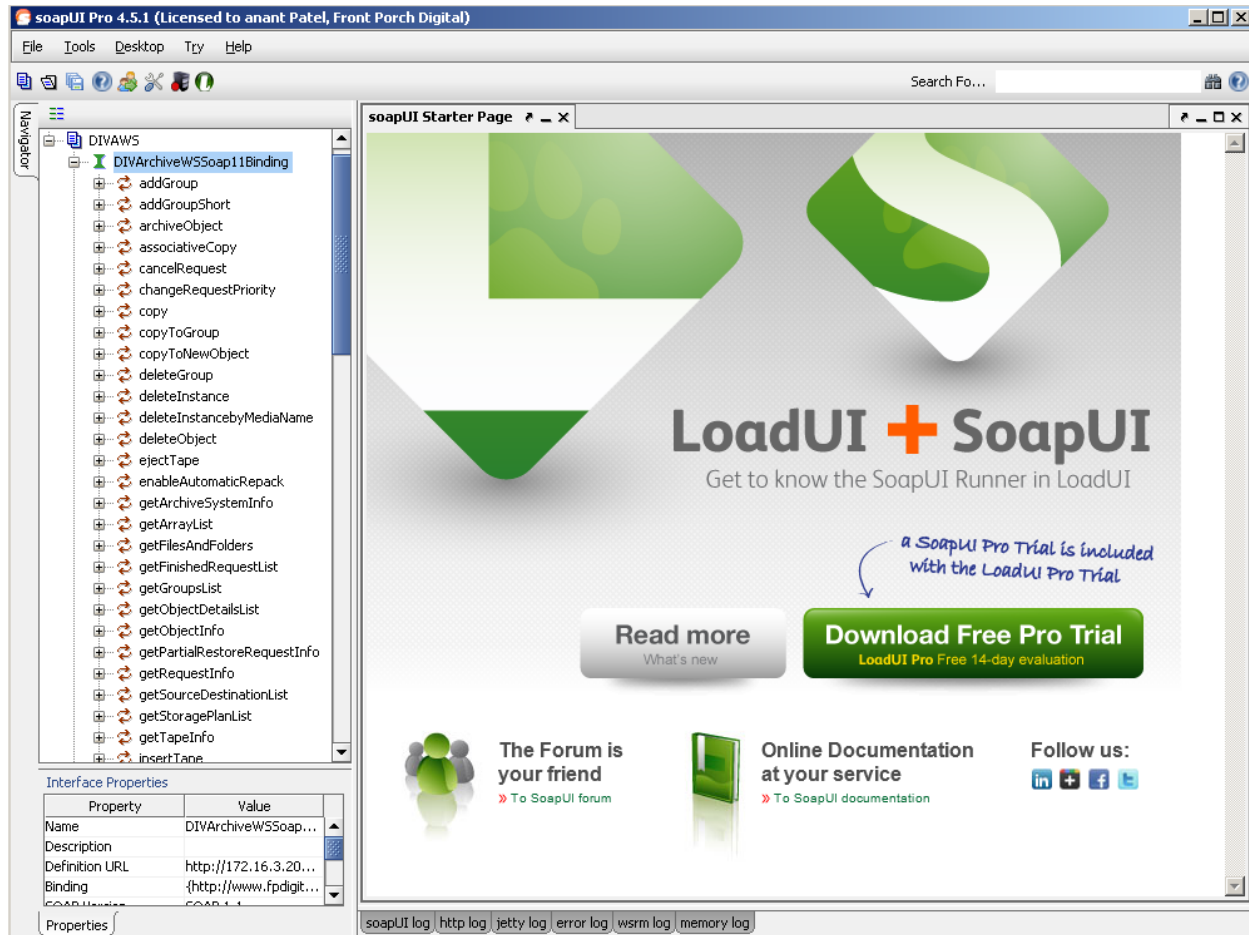 soapUI Pro 4.5.1 (Licensed to anant Patel, Front Porch Digital)
File Tools Desktop Try Help
Search Fo...
Navigator
DIVAWS
DIVArchiveWSSoap11Binding
addGroup
addGroupShort
archiveObject
associativeCopy
cancelRequest
changeRequestPriority
copy
copyToGroup
copyToNewObject
deleteGroup
deleteInstance
deleteInstancebyMediaName
deleteObject
ejectTape
enableAutomaticRepack
getArchiveSystemInfo
getArrayList
getFilesAndFolders
getFinishedRequestList
getGroupsList
getObjectDetailsList
getObjectInfo
getPartialRestoreRequestInfo
getRequestInfo
getSourceDestinationList
getStoragePlanList
getTapeInfo
insertTape
Interface Properties
Property Value
Name DIVArchiveWSSoap...
Description
Definition URL http://172.16.3.20...
Binding {http://www.fpdigit...
SOAP Version SOAP 1.1
Properties
soapUI Starter Page
LoadUI + SoapUI
Get to know the SoapUI Runner in LoadUI
a SoapUI Pro Trial is included
with the LoadUI Pro Trial
Read more
What's new
Download Free Pro Trial
LoadUI Pro Free 14-day evaluation
The Forum is
your friend
» To SoapUI forum
Online Documentation
at your service
» To SoapUI documentation
Follow us:
soapUI log http log jetty log error log wsrm log memory log